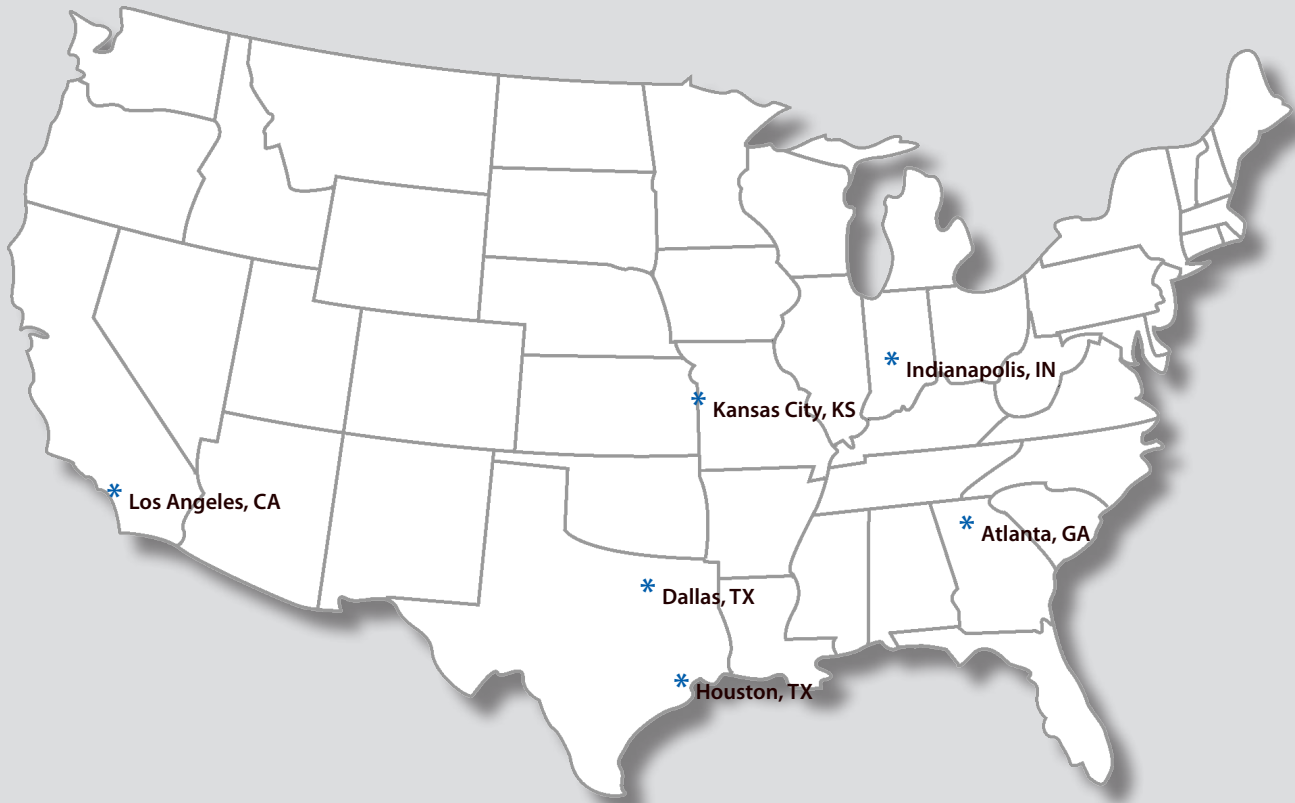 Indianapolis, IN
Kansas City, KS
Los Angeles, CA
Atlanta, GA
Dallas, TX
Houston, TX